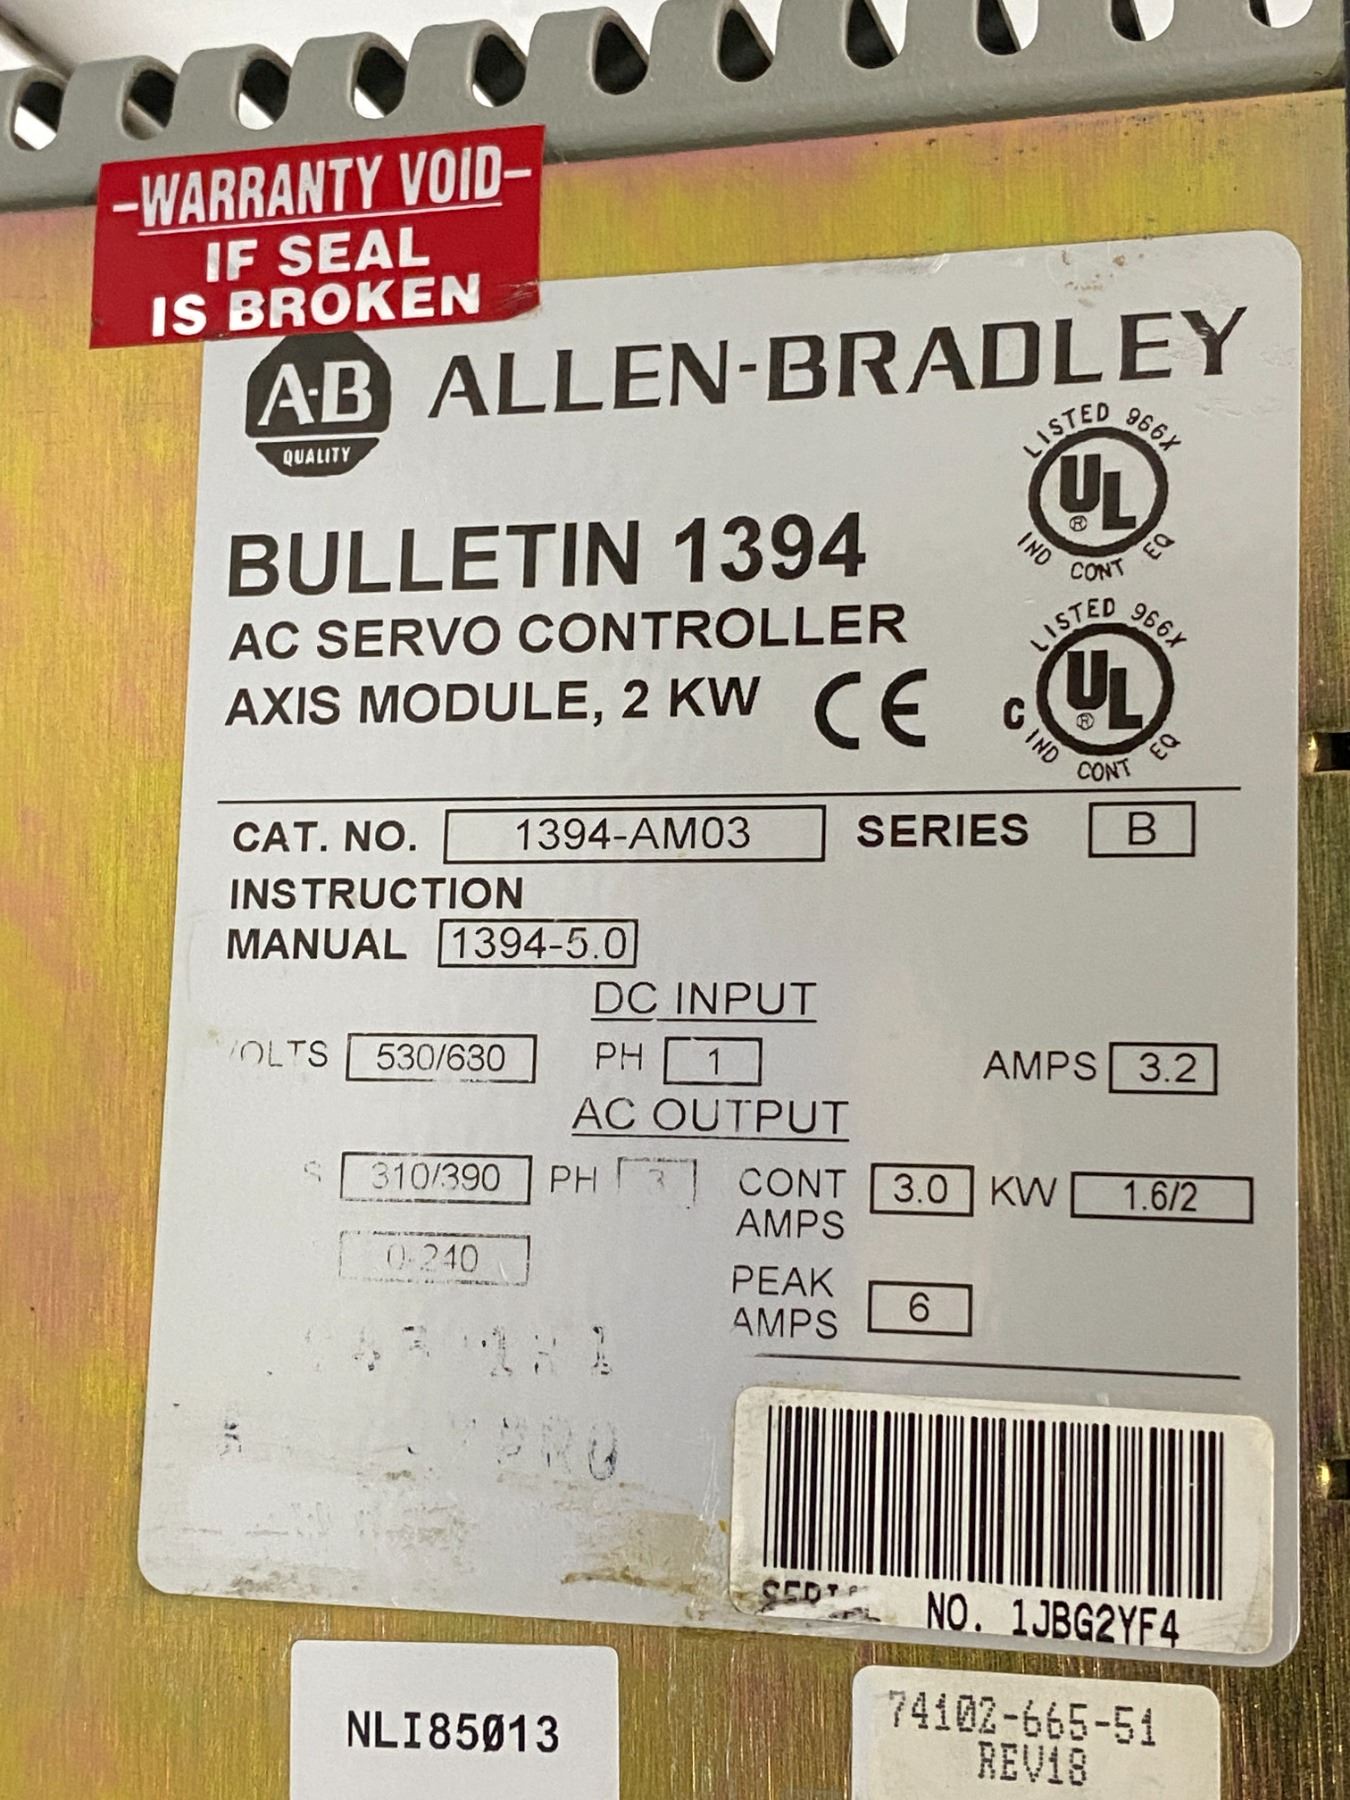 -WARRANTY VOID-
IF SEAL
IS BROKEN
A-B
QUALITY
ALLEN-BRADLEY
LISTED 966X
UL
®
IND CONT EQ
BULLETIN 1394
AC SERVO CONTROLLER
AXIS MODULE, 2 KW
CE
LISTED 966X
C UL
®
IND CONT EQ
CAT. NO. 1394-AM03 SERIES B
INSTRUCTION
MANUAL 1394-5.0
DC INPUT
VOLTS 530/630 PH 1 AMPS 3.2
AC OUTPUT
310/390 PH 3 CONT AMPS 3.0 KW 1.6/2
0-240
PEAK AMPS 6
NO. 1JBG2YF4
NLI85013
74102-665-51
REV18